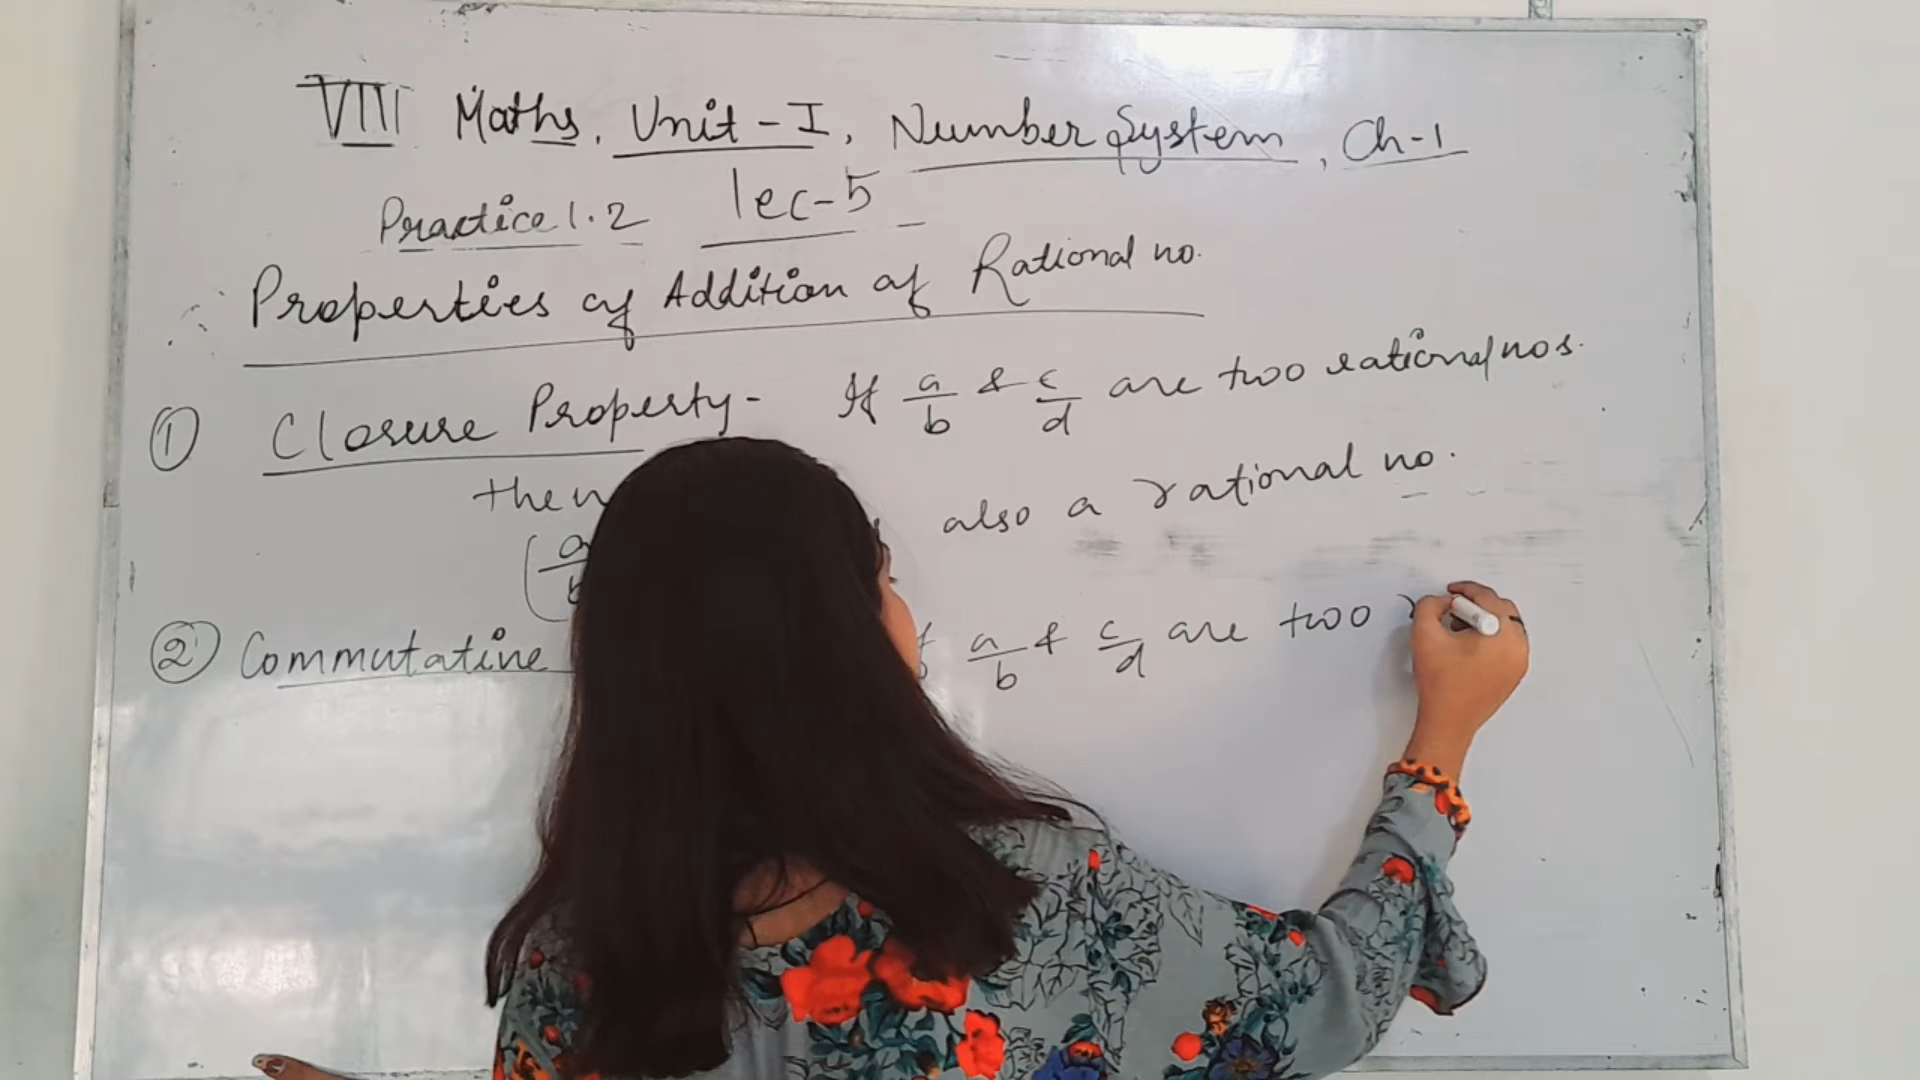 VIII Maths, Unit-I, Number System, Ch-1
Practice 1.2 lec-5
Properties of Addition of Rational no.
① Closure Property- If a/b & c/d are two rational nos.
then also a rational no.
(a/b
② Commutative a/b & c/d are two